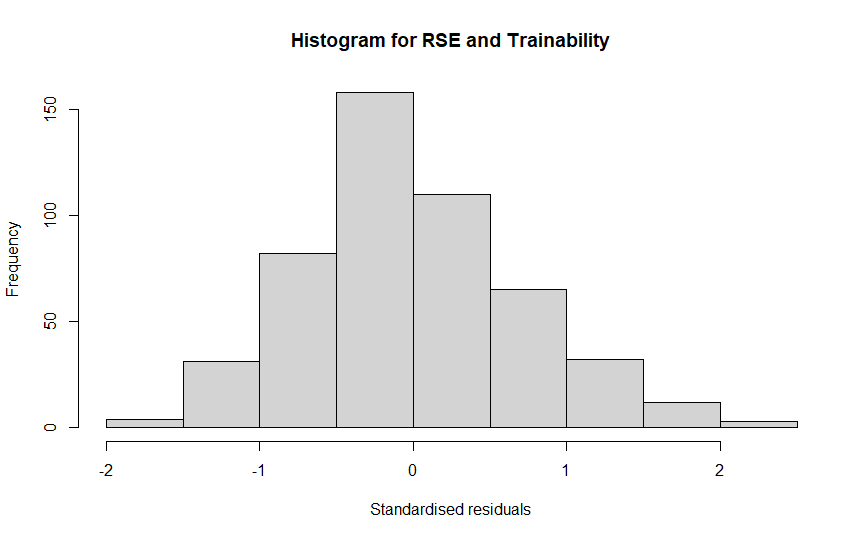 Histogram for RSE and Trainability
Frequency
150
100
50
0
-2 -1 0 1 2
Standardised residuals